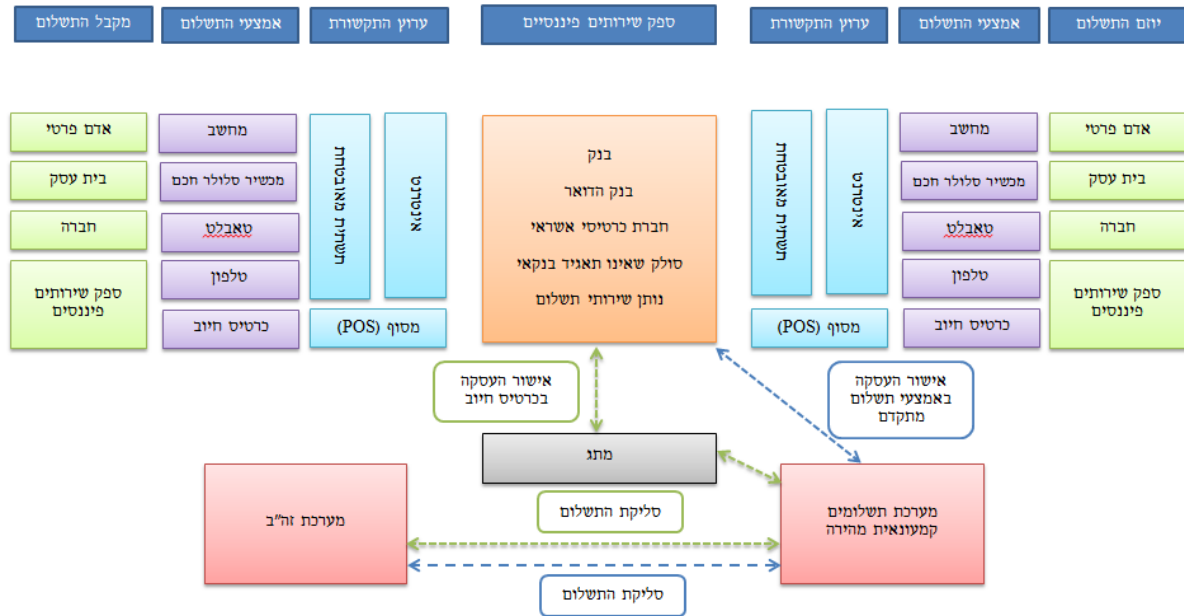 יוזם התשלום
אמצעי התשלום
ערוץ התקשורת
ספק שירותים פיננסיים
ערוץ התקשורת
אמצעי התשלום
מקבל התשלום
אדם פרטי
בית עסק
חברה
ספק שירותים
פיננסים
מחשב
מכשיר סלולר חכם
טאבלט
טלפון
כרטיס חיוב
אינטרנט
תשתית מאובטחת
מסוף (POS)
בנק
בנק הדואר
חברת כרטיסי אשראי
סולק שאינו תאגיד בנקאי
נותן שירותי תשלום
אינטרנט
תשתית מאובטחת
מסוף (POS)
מחשב
מכשיר סלולר חכם
טאבלט
טלפון
כרטיס חיוב
אדם פרטי
בית עסק
חברה
ספק שירותים
פיננסים
אישור העסקה
באמצעי תשלום
מתקדם
אישור העסקה
בכרטיס חיוב
מתג
מערכת תשלומים
קמעונאית מהירה
סליקת התשלום
מערכת זה"ב
סליקת התשלום